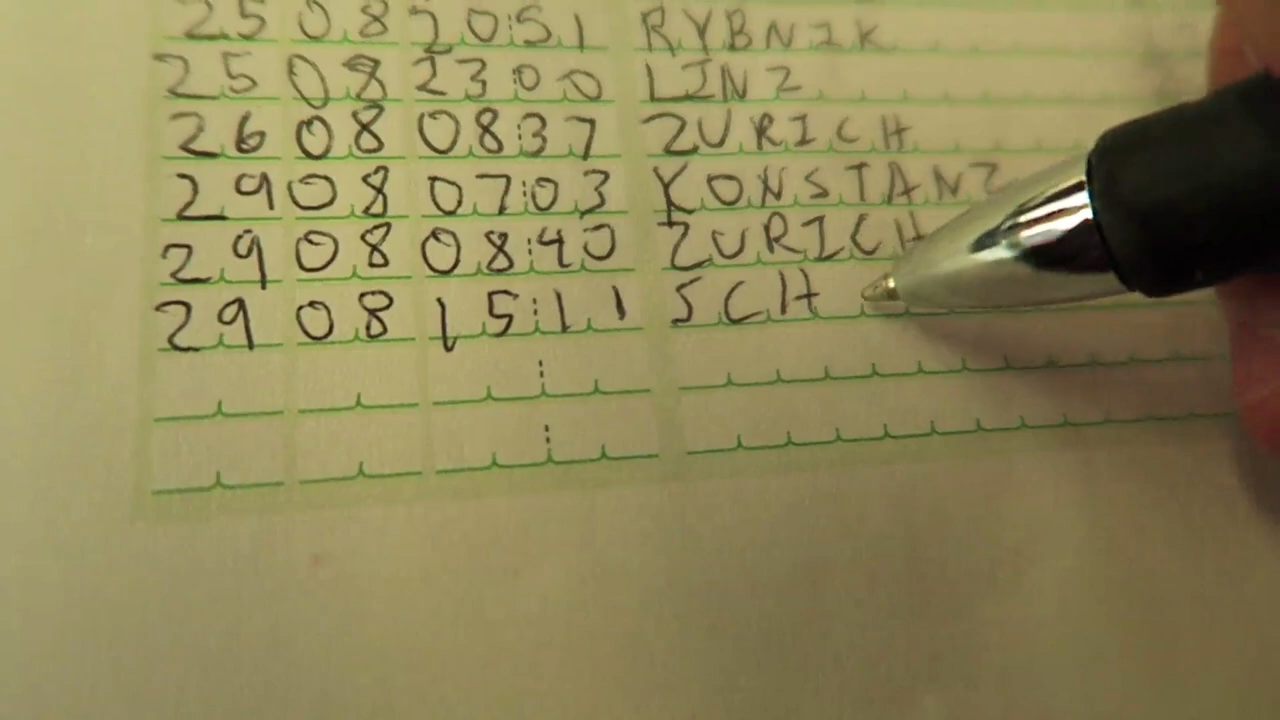 25 08 20:51 RYBNIK
25 08 23:00 LINZ
26 08 08:37 ZURICH
29 08 07:03 KONSTANZ
29 08 08:40 ZURICH
29 08 15:11 SCH